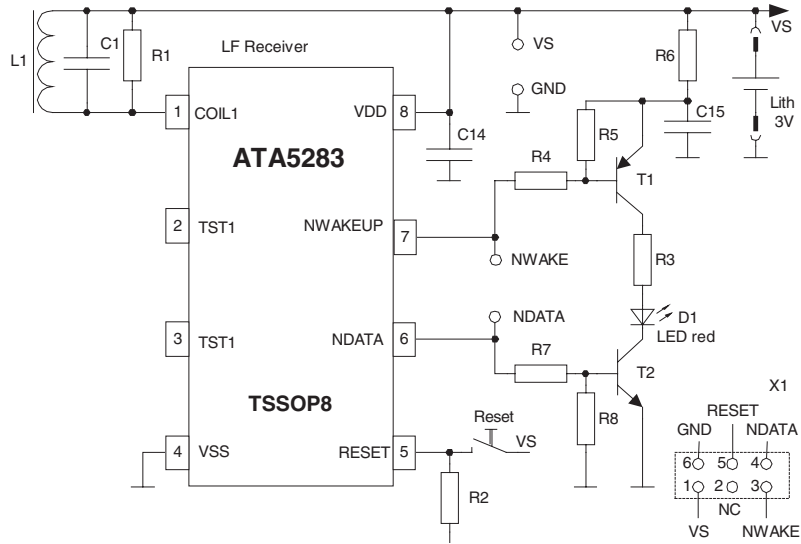 VS
C1
R1
L1
LF Receiver
VS
GND
R6
Lith
3V
1
COIL1
VDD
8
C14
C15
R5
ATA5283
R4
T1
2
TST1
NWAKEUP
7
NWAKE
R3
NDATA
3
TST1
NDATA
6
D1
LED red
R7
T2
TSSOP8
R8
Reset
VS
4
VSS
RESET
5
R2
X1
RESET
GND
NDATA
6 5 4
1 2 3
NC
VS
NWAKE